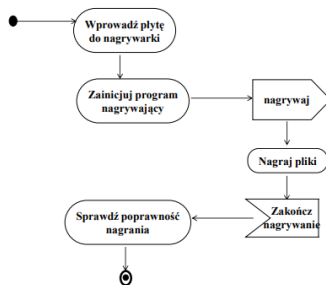 Wprowadź płytę
do nagrywarki
Zainicjuj program
nagrywający
nagrywaj
Nagraj pliki
Zakończ
nagrywanie
Sprawdź poprawność
nagrania